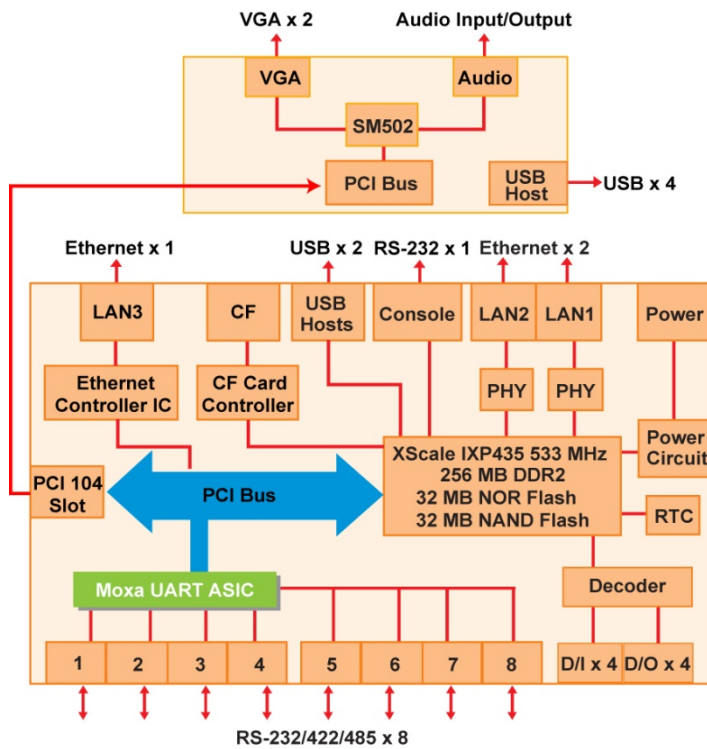 VGA x 2
Audio Input/Output
VGA
Audio
SM502
PCI Bus
USB
Host
USB x 4
Ethernet x 1
USB x 2
RS-232 x 1
Ethernet x 2
LAN3
CF
USB
Hosts
Console
LAN2
LAN1
Power
Ethernet
Controller IC
CF Card
Controller
PHY
PHY
Power
Circuit
XScale IXP435 533 MHz
256 MB DDR2
32 MB NOR Flash
32 MB NAND Flash
PCI 104
Slot
PCI Bus
RTC
Moxa UART ASIC
Decoder
1
2
3
4
5
6
7
8
D/I x 4
D/O x 4
RS-232/422/485 x 8